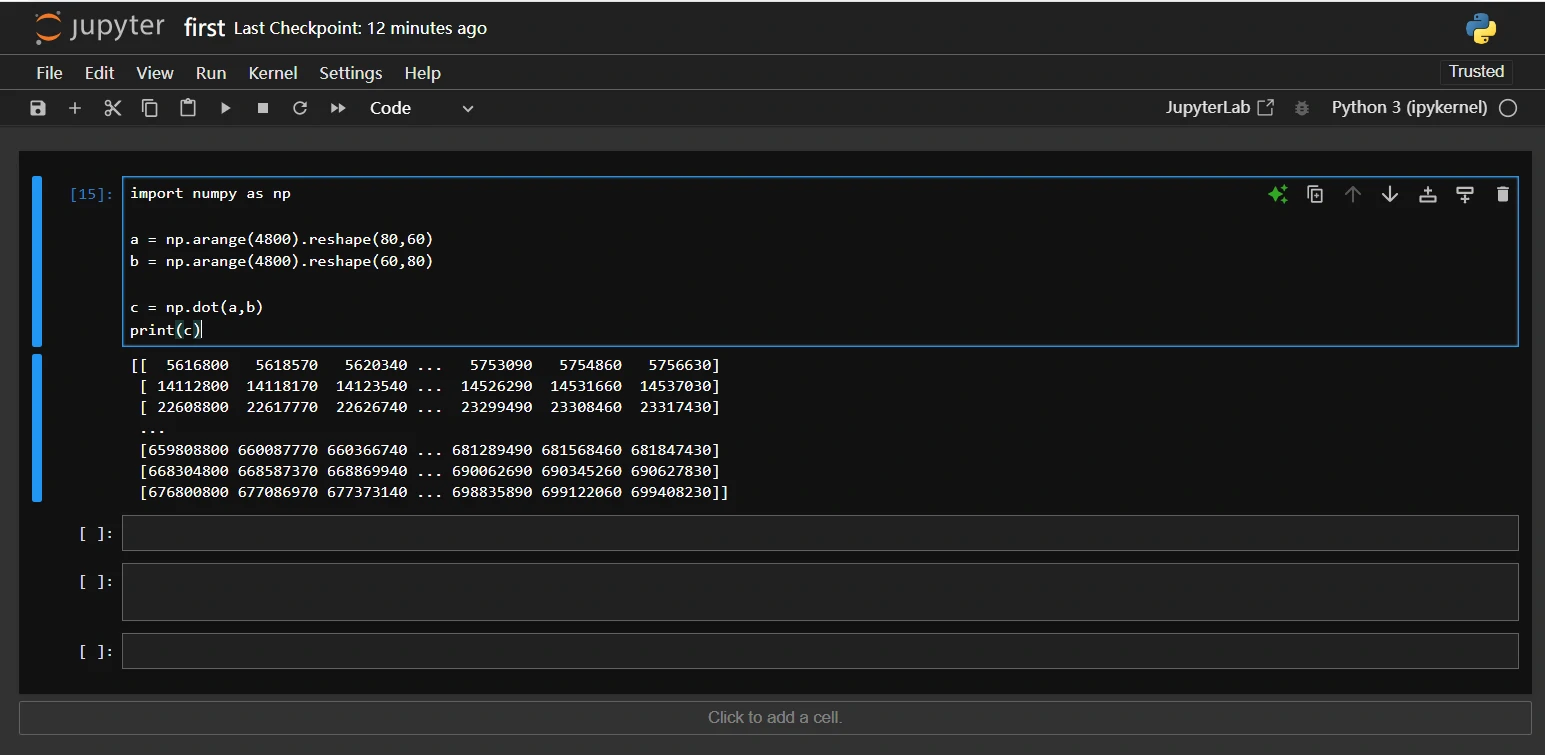 jupyter first Last Checkpoint: 12 minutes ago
File Edit View Run Kernel Settings Help Trusted
Code JupyterLab Python 3 (ipykernel)
[15]: import numpy as np
a = np.arange(4800).reshape(80,60)
b = np.arange(4800).reshape(60,80)
c = np.dot(a,b)
print(c)
[[  5616800   5618570   5620340 ...   5753090   5754860   5756630]
 [ 14112800  14118170  14123540 ...  14526290  14531660  14537030]
 [ 22608800  22617770  22626740 ...  23299490  23308460  23317430]
 ...
 [659808800 660087770 660366740 ... 681289490 681568460 681847430]
 [668304800 668587370 668869940 ... 690062690 690345260 690627830]
 [676800800 677086970 677373140 ... 698835890 699122060 699408230]]
[ ]:
[ ]:
[ ]:
Click to add a cell.